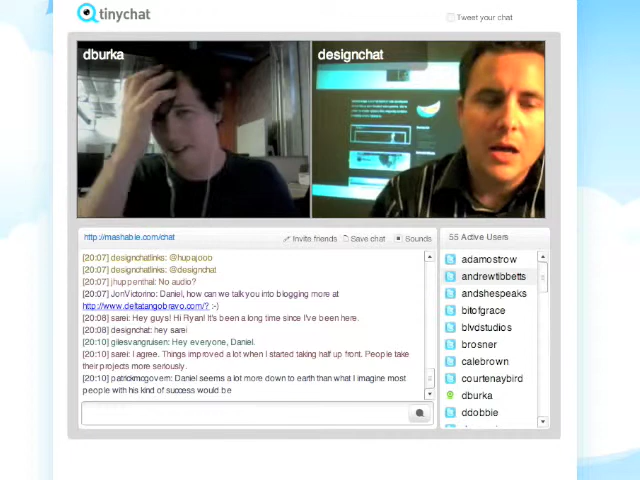 tinychat
Tweet your chat
dburka
designchat
http://mashable.com/chat
Invite friends
Save chat
Sounds
55 Active Users
[20:07] designchatlinks: @hupajooo
[20:07] designchatlinks: @designchat
[20:07] jhuppenthal: No audio?
[20:07] JonVictorino: Daniel, how can we talk you into blogging more at
http://www.deltatangobravo.com/? :-)
[20:08] sarei: Hey guys! Hi Ryan! It's been a long time since I've been here.
[20:08] designchat: hey sarei
[20:10] gilesvangruisen: Hey everyone, Daniel.
[20:10] sarei: I agree. Things improved a lot when I started taking half up front. People take
their projects more seriously.
[20:10] patrickmcgovern: Daniel seems a lot more down to earth than what I imagine most
people with his kind of success would be
adamostrow
andrewtibbetts
andshespeaks
bitofgrace
blvdstudios
brosner
calebrown
courtenaybird
dburka
ddobbie